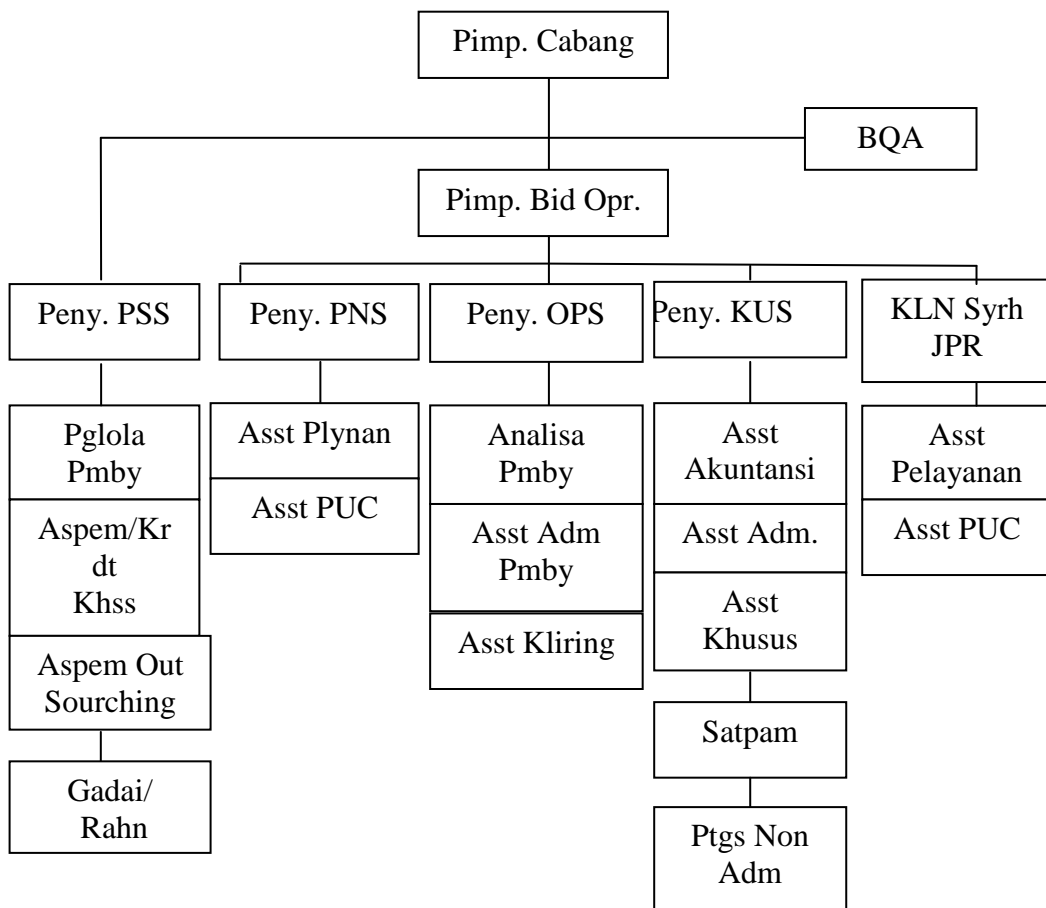 Pimp. Cabang
BQA
Pimp. Bid Opr.
Peny. PSS
Peny. PNS
Peny. OPS
Peny. KUS
KLN Syrh
JPR
Pglola
Pmby
Aspem/Kr
dt
Khss
Aspem Out
Sourching
Gadai/
Rahn
Asst Plynan
Asst PUC
Analisa
Pmby
Asst Adm
Pmby
Asst Kliring
Asst
Akuntansi
Asst Adm.
Asst
Khusus
Satpam
Ptgs Non
Adm
Asst
Pelayanan
Asst PUC